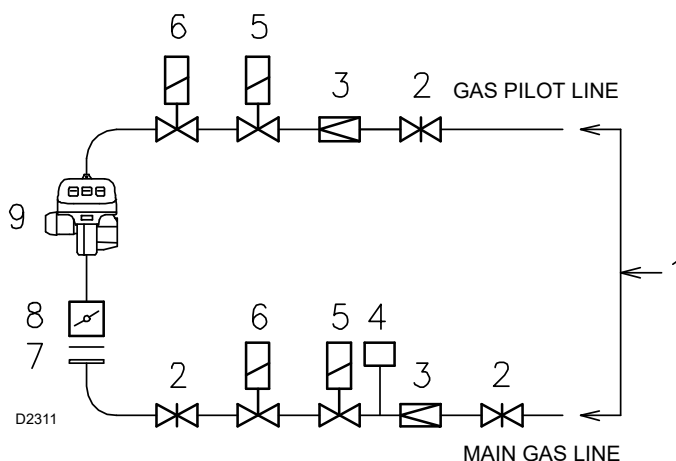 6 5 3 2 GAS PILOT LINE
9
1
8 6 5 4
7 2 3 2
D2311
MAIN GAS LINE